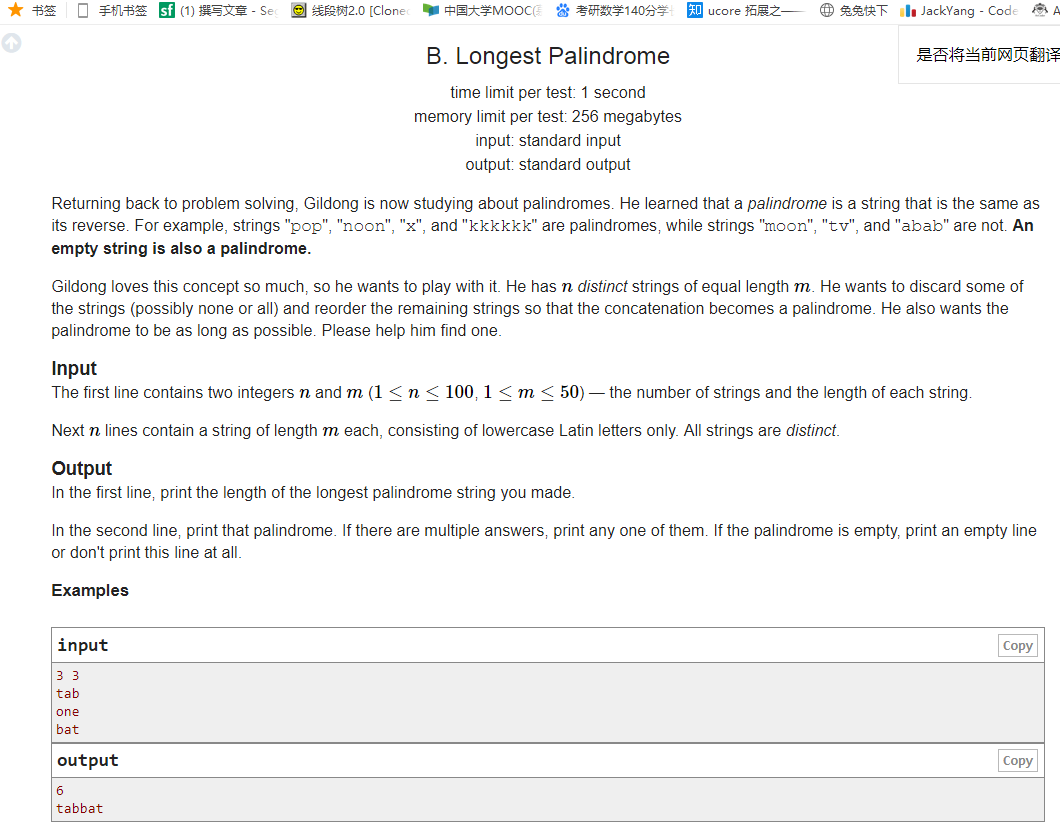 书签 手机书签 sf (1) 撰写文章 - Se 线段树2.0 [Clone 中国大学MOOC( 考研数学140分学 知 ucore 拓展之一—— 兔兔快下 JackYang - Code
是否将当前网页翻译
B. Longest Palindrome
time limit per test: 1 second
memory limit per test: 256 megabytes
input: standard input
output: standard output
Returning back to problem solving, Gildong is now studying about palindromes. He learned that a palindrome is a string that is the same as
its reverse. For example, strings "pop", "noon", "x", and "kkkkkk" are palindromes, while strings "moon", "tv", and "abab" are not. An
empty string is also a palindrome.
Gildong loves this concept so much, so he wants to play with it. He has n distinct strings of equal length m. He wants to discard some of
the strings (possibly none or all) and reorder the remaining strings so that the concatenation becomes a palindrome. He also wants the
palindrome to be as long as possible. Please help him find one.
Input
The first line contains two integers n and m (1 ≤ n ≤ 100, 1 ≤ m ≤ 50) — the number of strings and the length of each string.
Next n lines contain a string of length m each, consisting of lowercase Latin letters only. All strings are distinct.
Output
In the first line, print the length of the longest palindrome string you made.
In the second line, print that palindrome. If there are multiple answers, print any one of them. If the palindrome is empty, print an empty line
or don't print this line at all.
Examples
input Copy
3 3
tab
one
bat
output Copy
6
tabbat